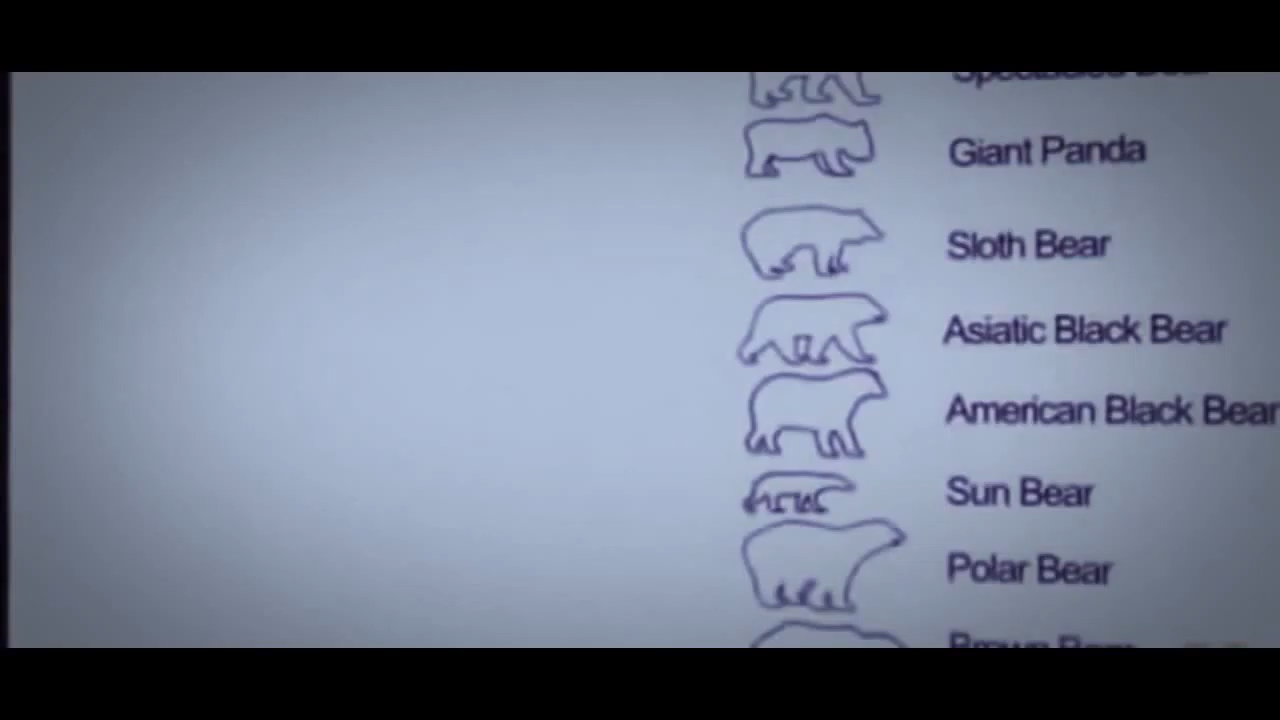 Giant Panda
Sloth Bear
Asiatic Black Bear
American Black Bear
Sun Bear
Polar Bear